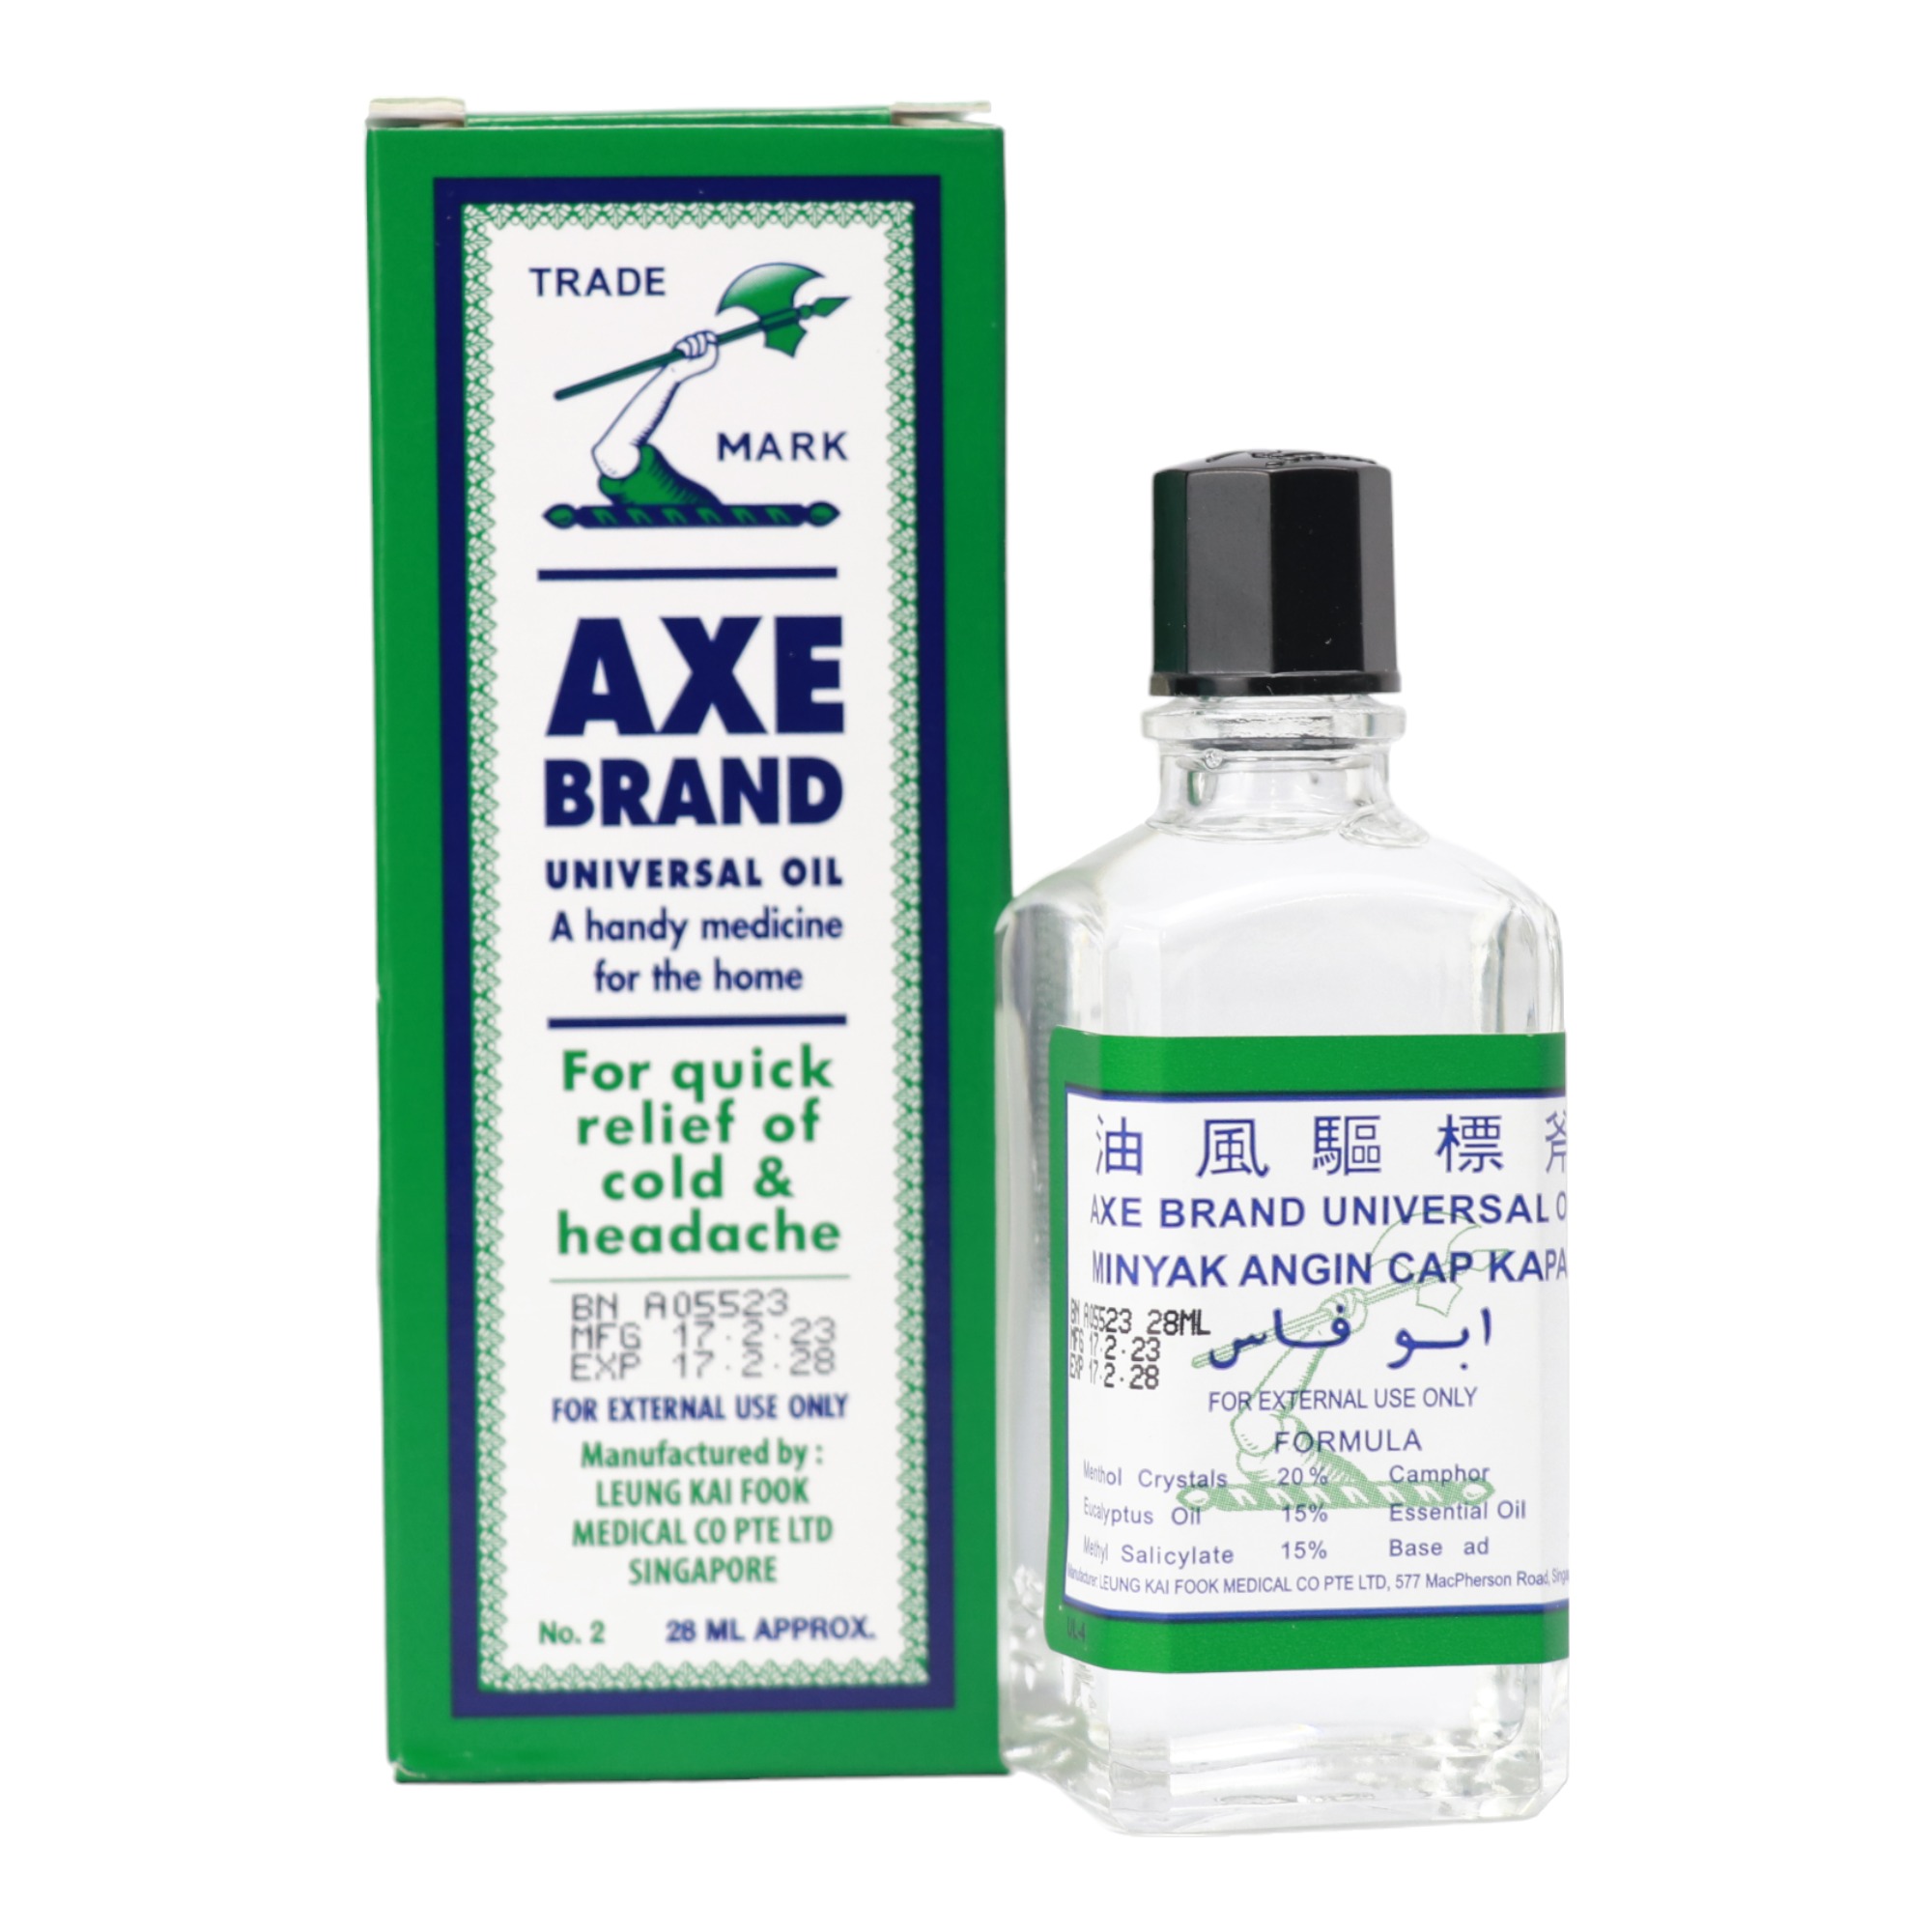 TRADE
MARK
AXE
BRAND
UNIVERSAL OIL
A handy medicine
for the home
For quick
relief of
cold &
headache
BN A05523
MFG 17·2·23
EXP 17·2·28
FOR EXTERNAL USE ONLY
Manufactured by :
LEUNG KAI FOOK
MEDICAL CO PTE LTD
SINGAPORE
No. 2 28 ML APPROX.
油 風 驅 標 斧
AXE BRAND UNIVERSAL O
MINYAK ANGIN CAP KAPA
BN A05523 28ML
MFG 17·2·23
EXP 17·2·28
ابو فاس
FOR EXTERNAL USE ONLY
FORMULA
Menthol Crystals 20% Camphor
Eucalyptus Oil 15% Essential Oil
Methyl Salicylate 15% Base ad
Manufacturer: LEUNG KAI FOOK MEDICAL CO PTE LTD, 577 MacPherson Road,